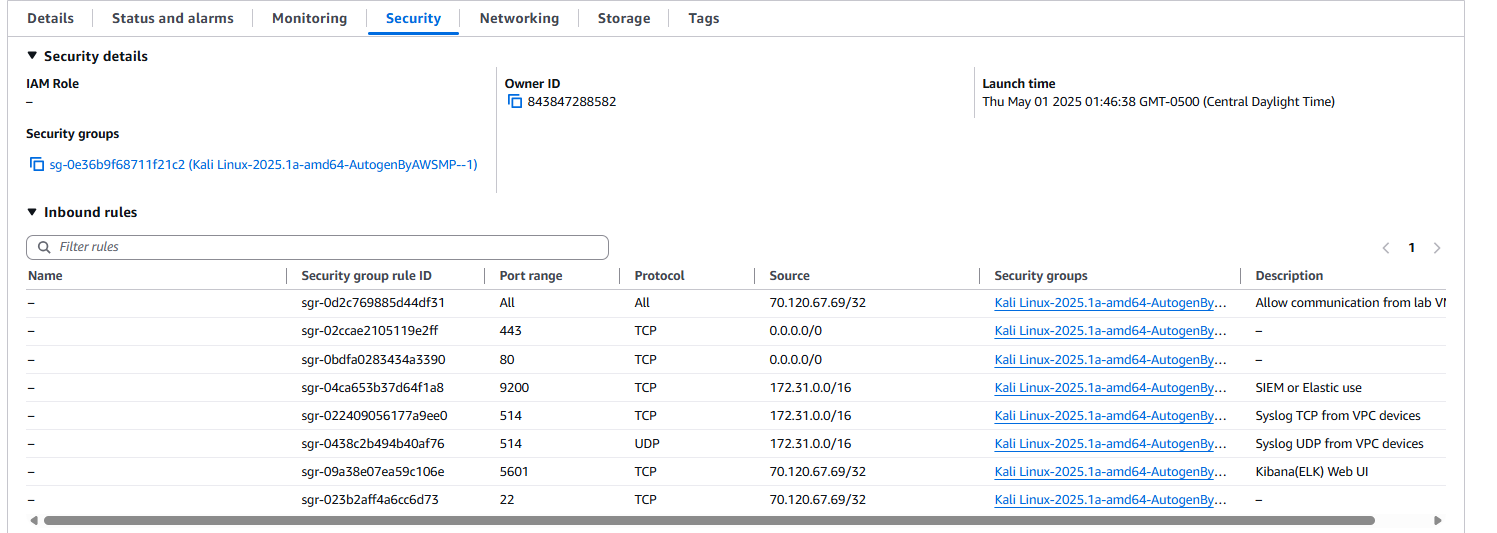 Details Status and alarms Monitoring Security Networking Storage Tags
Security details
IAM Role Owner ID Launch time
– 843847288582 Thu May 01 2025 01:46:38 GMT-0500 (Central Daylight Time)
Security groups
sg-0e36b9f68711f21c2 (Kali Linux-2025.1a-amd64-AutogenByAWSMP--1)
Inbound rules
Filter rules 1
Name Security group rule ID Port range Protocol Source Security groups Description
– sgr-0d2c769885d44df31 All All 70.120.67.69/32 Kali Linux-2025.1a-amd64-AutogenBy... Allow communication from lab
– sgr-02ccae2105119e2ff 443 TCP 0.0.0.0/0 Kali Linux-2025.1a-amd64-AutogenBy... –
– sgr-0bdfa0283434a3390 80 TCP 0.0.0.0/0 Kali Linux-2025.1a-amd64-AutogenBy... –
– sgr-04ca653b37d64f1a8 9200 TCP 172.31.0.0/16 Kali Linux-2025.1a-amd64-AutogenBy... SIEM or Elastic use
– sgr-022409056177a9ee0 514 TCP 172.31.0.0/16 Kali Linux-2025.1a-amd64-AutogenBy... Syslog TCP from VPC devices
– sgr-0438c2b494b40af76 514 UDP 172.31.0.0/16 Kali Linux-2025.1a-amd64-AutogenBy... Syslog UDP from VPC devices
– sgr-09a38e07ea59c106e 5601 TCP 70.120.67.69/32 Kali Linux-2025.1a-amd64-AutogenBy... Kibana(ELK) Web UI
– sgr-023b2aff4a6cc6d73 22 TCP 70.120.67.69/32 Kali Linux-2025.1a-amd64-AutogenBy... –